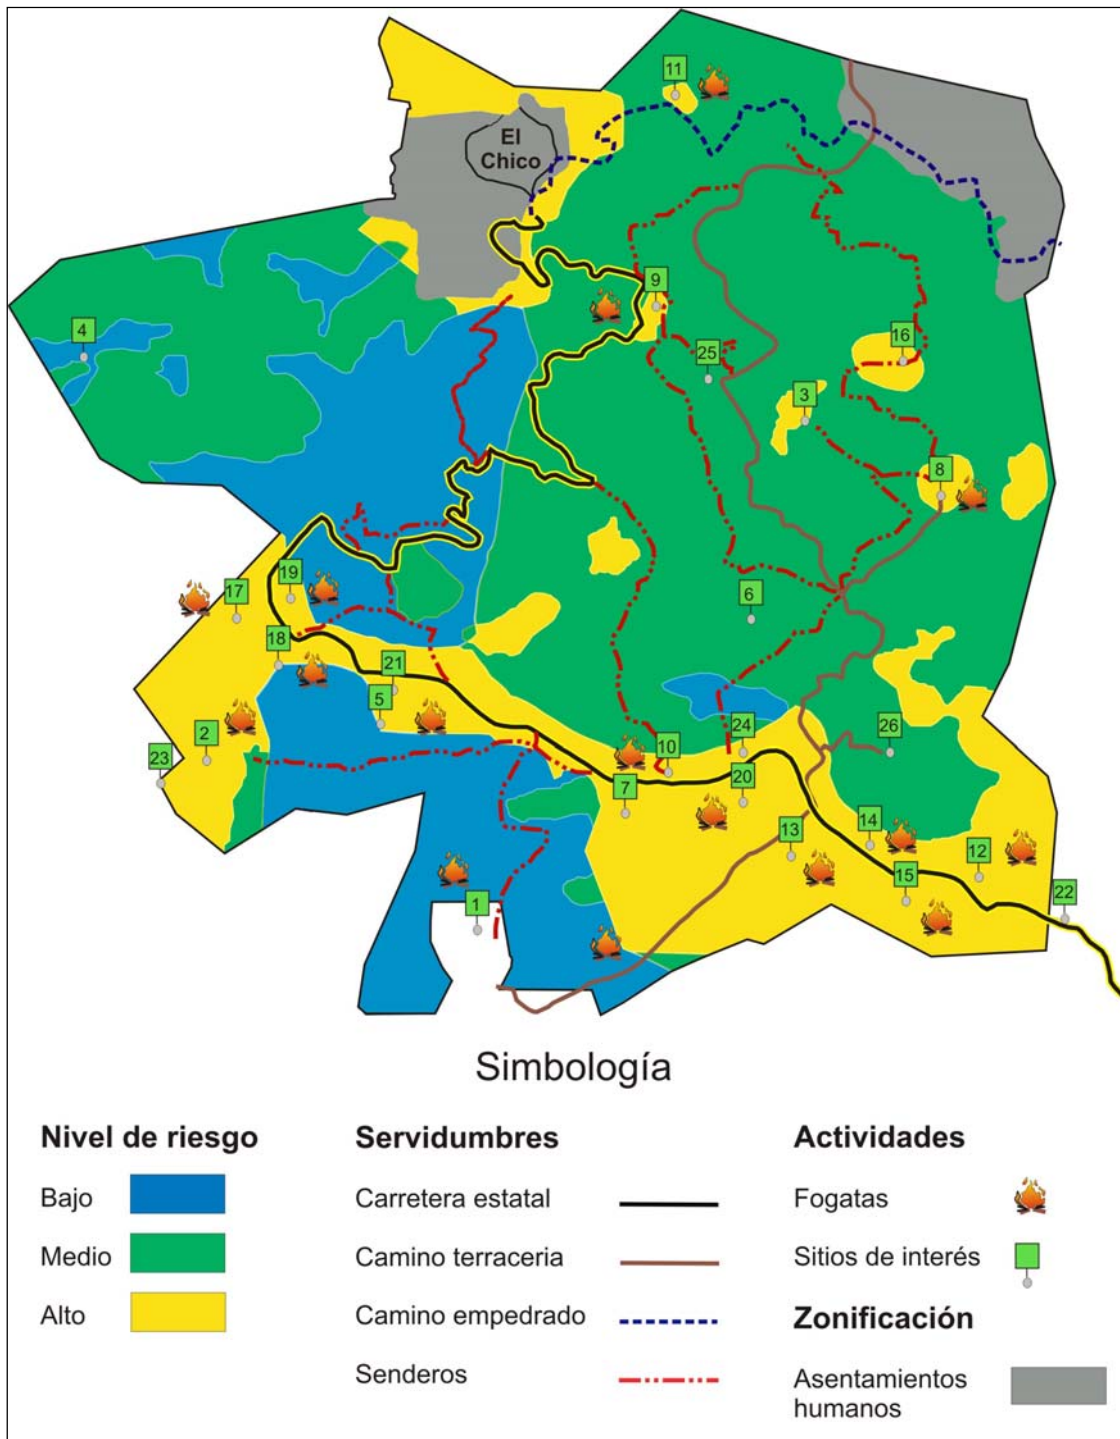 11
El
Chico
9
4
25
16
3
8
19
17
6
18
21
5
2
23
24
26
10
20
7
13
14
12
15
22
1
Simbología
Nivel de riesgo
Bajo
Medio
Alto
Servidumbres
Carretera estatal
Camino terraceria
Camino empedrado
Senderos
Actividades
Fogatas
Sitios de interés
Zonificación
Asentamientos
humanos